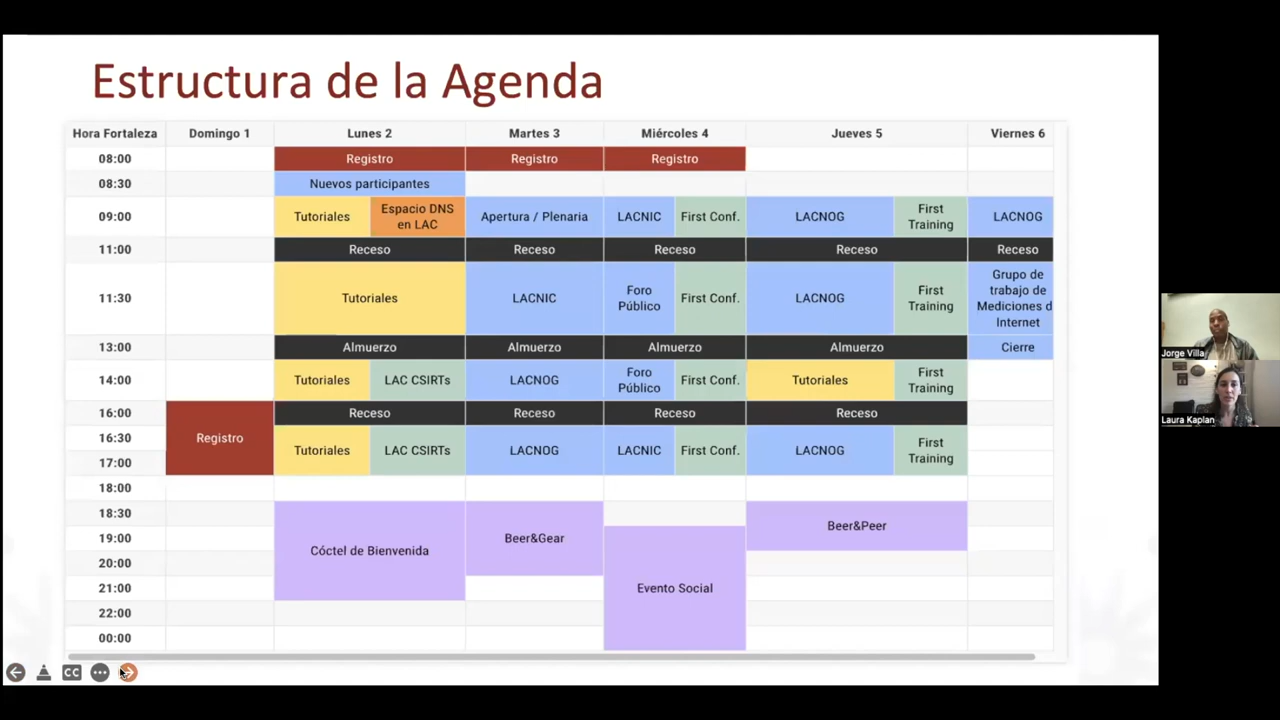 Estructura de la Agenda
Hora Fortaleza Domingo 1 Lunes 2 Martes 3 Miércoles 4 Jueves 5 Viernes 6
08:00 Registro Registro Registro
08:30 Nuevos participantes
09:00 Tutoriales Espacio DNS en LAC Apertura / Plenaria LACNIC First Conf. LACNOG First Training LACNOG
11:00 Receso Receso Receso Receso Receso
11:30 Tutoriales LACNIC Foro Público First Conf. LACNOG First Training Grupo de trabajo de Mediciones d Internet
13:00 Almuerzo Almuerzo Almuerzo Almuerzo Cierre
14:00 Tutoriales LAC CSIRTs LACNOG Foro Público First Conf. Tutoriales First Training
16:00 Receso Receso Receso Receso
16:30 Registro Tutoriales LAC CSIRTs LACNOG LACNIC First Conf. LACNOG First Training
17:00
18:00
18:30 Beer&Peer
19:00 Cóctel de Bienvenida Beer&Gear
20:00
21:00 Evento Social
22:00
00:00
CC
Jorge Villa
Laura Kaplan